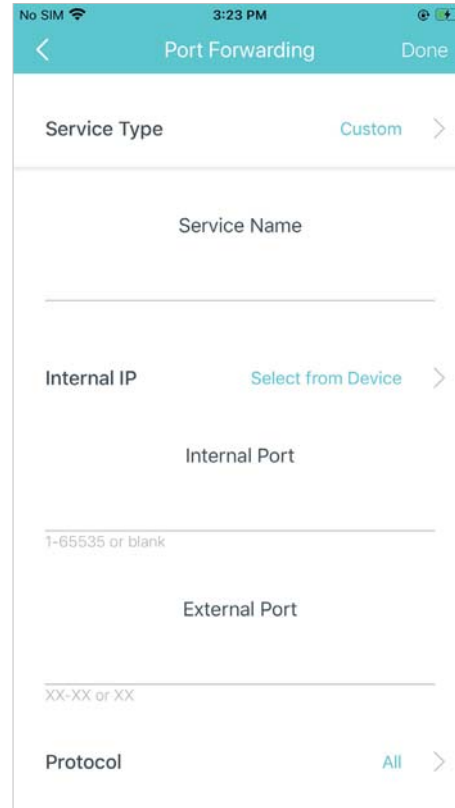 No SIM 3:23 PM
Port Forwarding Done
Service Type Custom
Service Name
Internal IP Select from Device
Internal Port
1-65535 or blank
External Port
XX-XX or XX
Protocol All